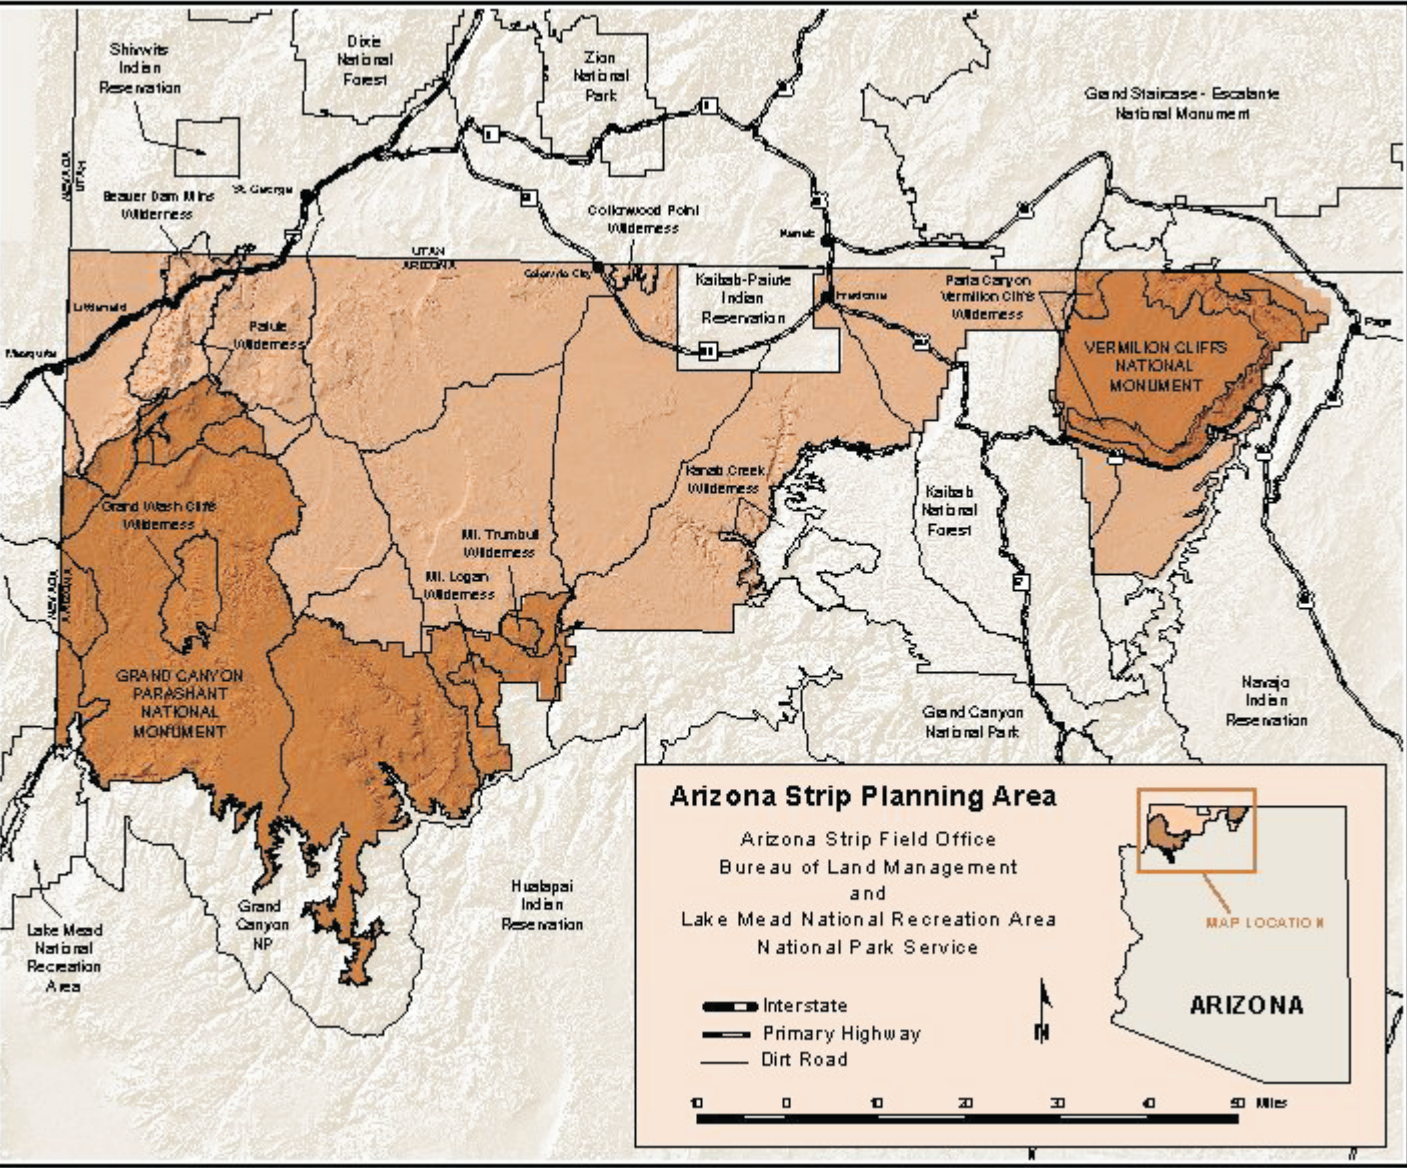 Shivwits
Indian
Reservation
Dixie
National
Forest
Zion
National
Park
Grand Staircase - Escalante
National Monument
NEVADA
UTAH
Beaver Dam Mtns
Wilderness
St. George
Cottonwood Point
Wilderness
Kanab
UTAH
ARIZONA
Colorado City
Kaibab-Paiute
Indian
Reservation
Fredonia
Paria Canyon
Vermilion Cliffs
Wilderness
Littlefield
Page
Mesquite
Paiute
Wilderness
VERMILION CLIFFS
NATIONAL
MONUMENT
Kanab Creek
Wilderness
Kaibab
National
Forest
Grand Wash Cliffs
Wilderness
Mt. Trumbull
Wilderness
Mt. Logan
Wilderness
NEVADA
ARIZONA
GRAND CANYON
PARASHANT
NATIONAL
MONUMENT
Grand Canyon
National Park
Navajo
Indian
Reservation
Hualapai
Indian
Reservation
Grand
Canyon
NP
Lake Mead
National
Recreation
Area
Arizona Strip Planning Area
Arizona Strip Field Office
Bureau of Land Management
and
Lake Mead National Recreation Area
National Park Service
Interstate
Primary Highway
Dirt Road
N
MAP LOCATION
ARIZONA
10 0 10 20 30 40 50 Miles